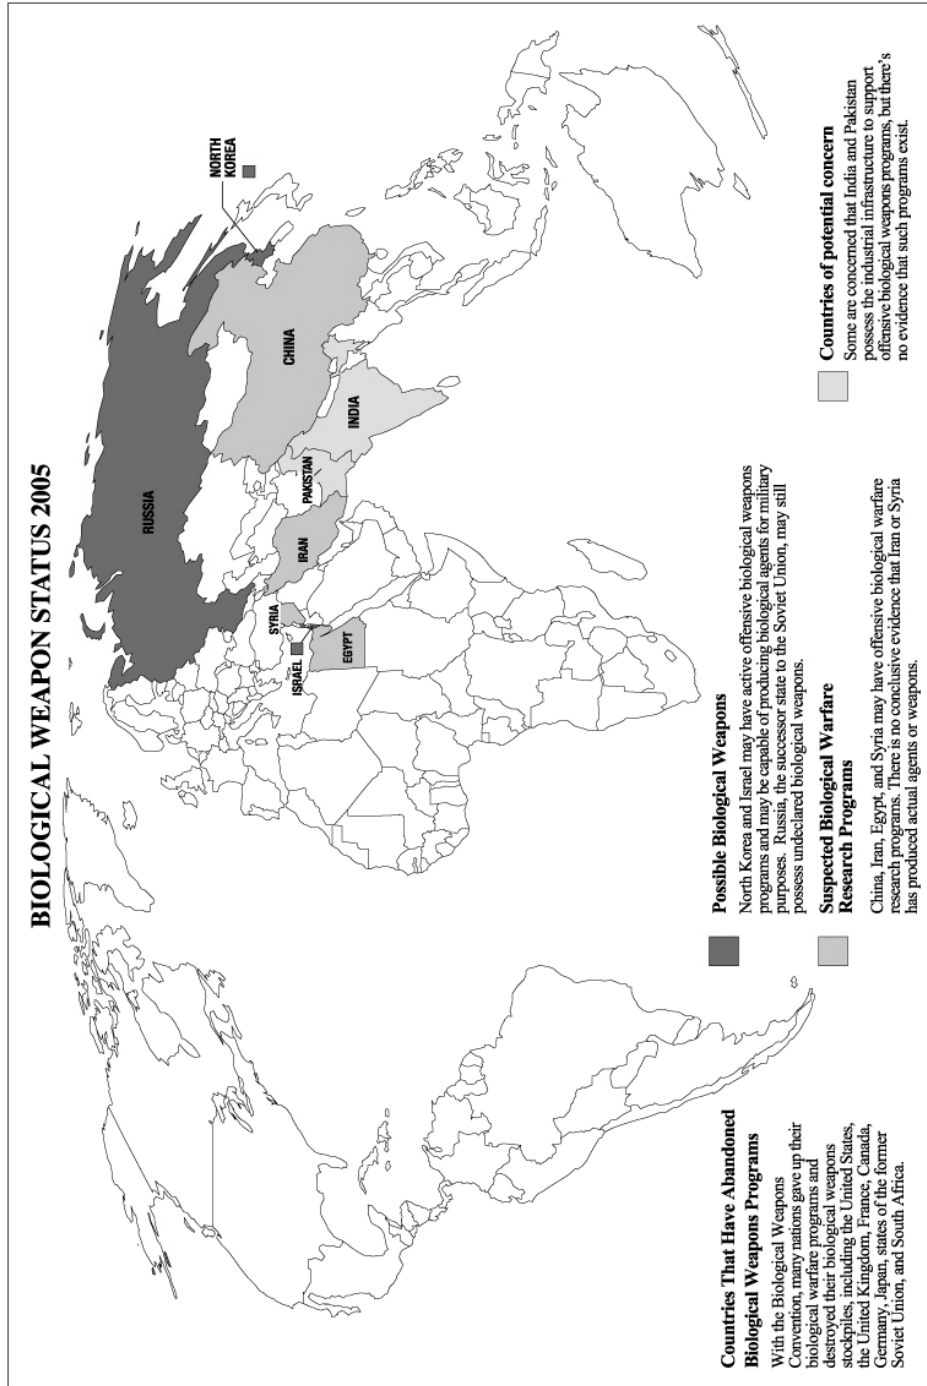 BIOLOGICAL WEAPON STATUS 2005
RUSSIA
NORTH
KOREA
CHINA
INDIA
PAKISTAN
IRAN
SYRIA
ISRAEL
EGYPT
Countries That Have Abandoned
Biological Weapons Programs
With the Biological Weapons
Convention, many nations gave up their
biological warfare programs and
destroyed their biological weapons
stockpiles, including the United States,
the United Kingdom, France, Canada,
Germany, Japan, states of the former
Soviet Union, and South Africa.
Possible Biological Weapons
North Korea and Israel may have active offensive biological weapons
programs and may be capable of producing biological agents for military
purposes. Russia, the successor state to the Soviet Union, may still
possess undeclared biological weapons.
Suspected Biological Warfare
Research Programs
China, Iran, Egypt, and Syria may have offensive biological warfare
research programs. There is no conclusive evidence that Iran or Syria
has produced actual agents or weapons.
Countries of potential concern
Some are concerned that India and Pakistan
possess the industrial infrastructure to support
offensive biological weapons programs, but there's
no evidence that such programs exist.